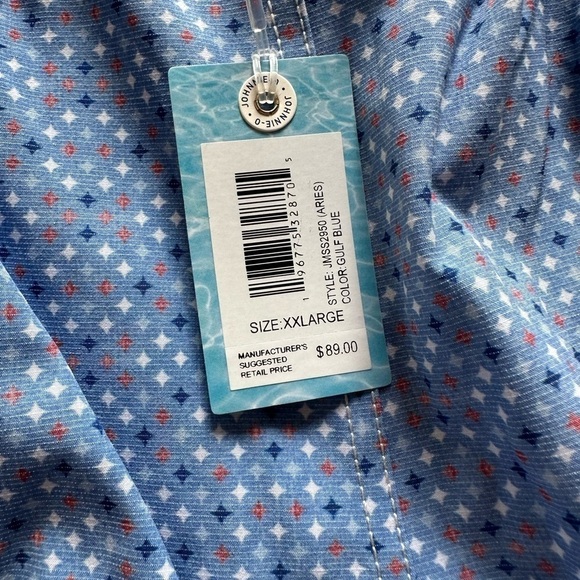 JOHNNIE-O • JOHNNIE-O •
1 96775 32870 5
STYLE: JMSS2950 (ARIES)
COLOR: GULF BLUE
SIZE:XXLARGE
MANUFACTURER'S
SUGGESTED
RETAIL PRICE
$89.00